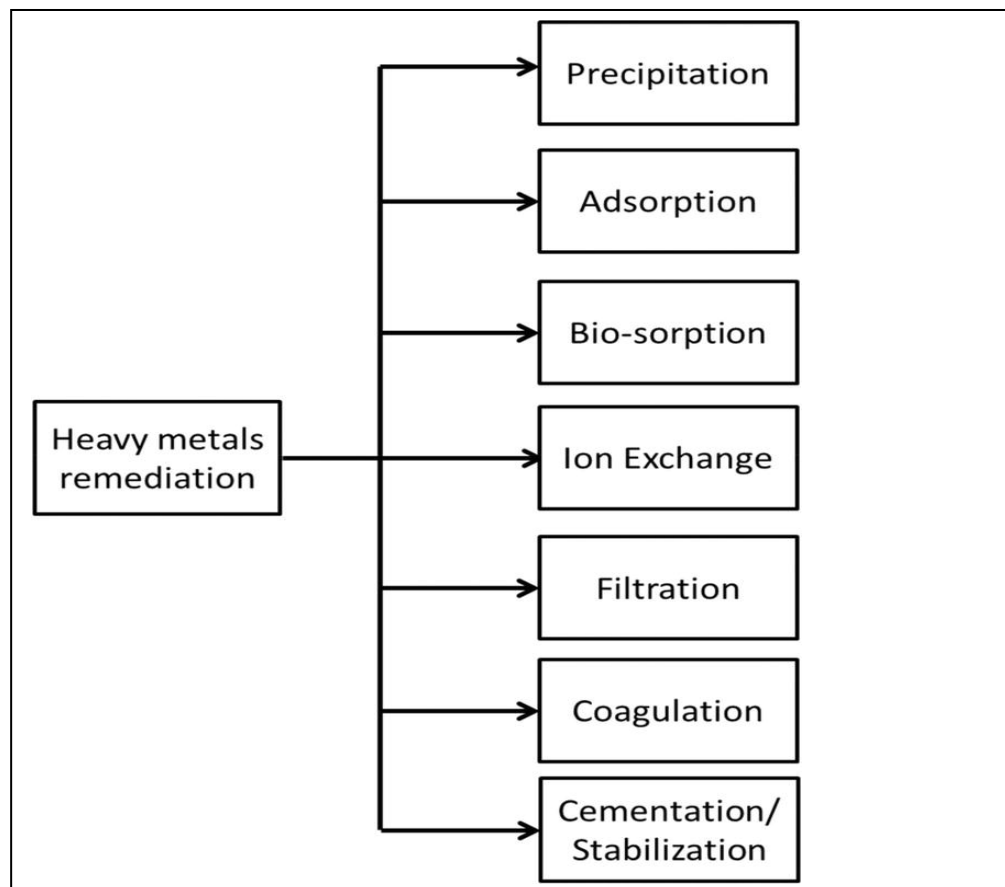 Precipitation
Adsorption
Bio-sorption
Heavy metals
remediation
Ion Exchange
Filtration
Coagulation
Cementation/
Stabilization